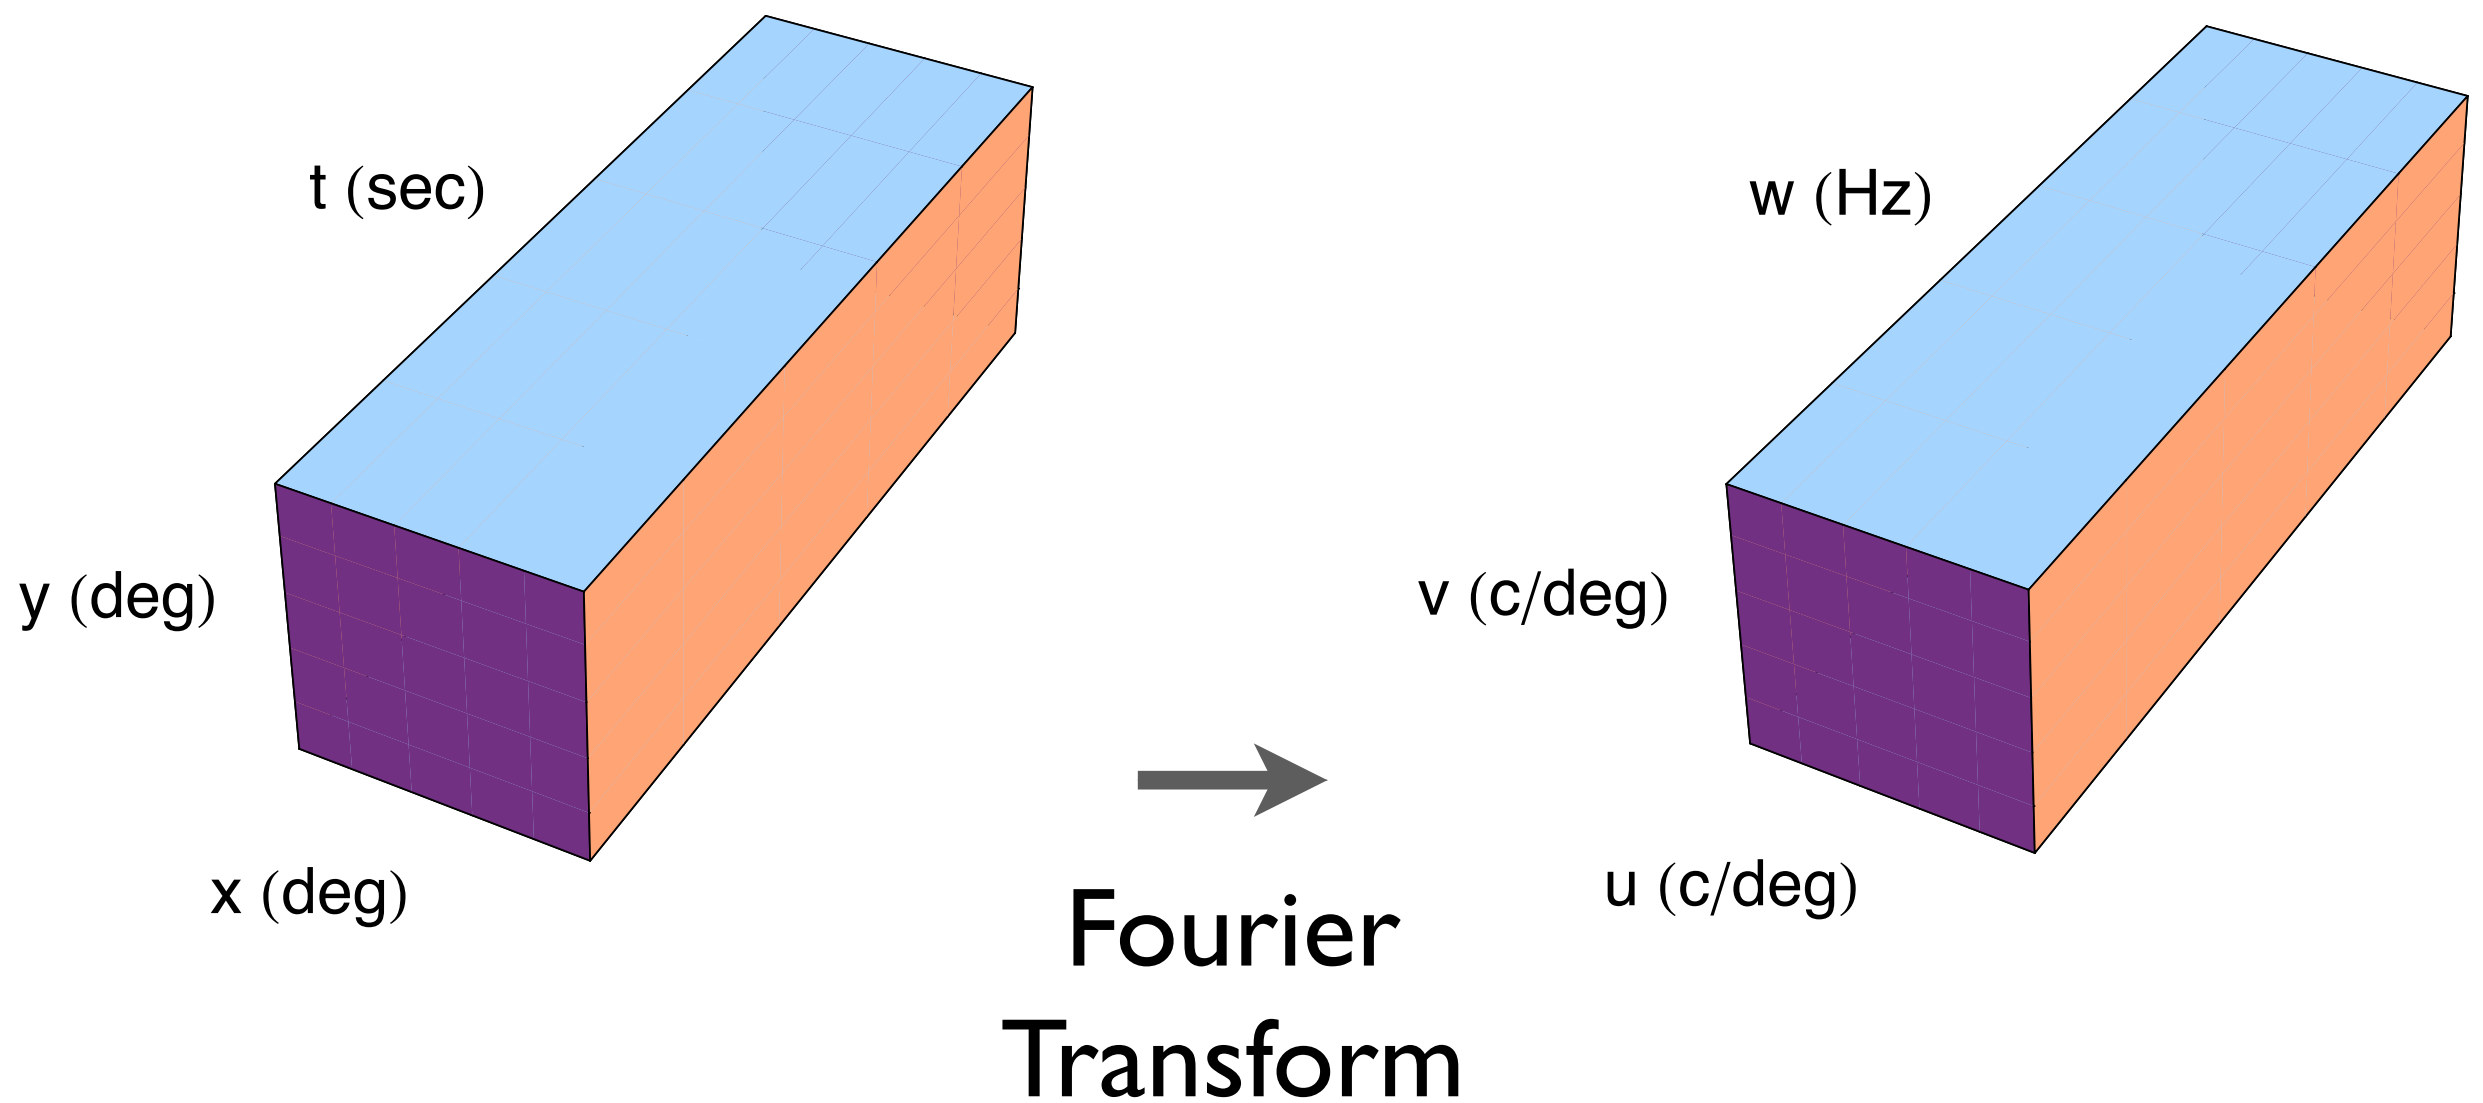 t (sec)
y (deg)
x (deg)
Fourier
Transform
w (Hz)
v (c/deg)
u (c/deg)